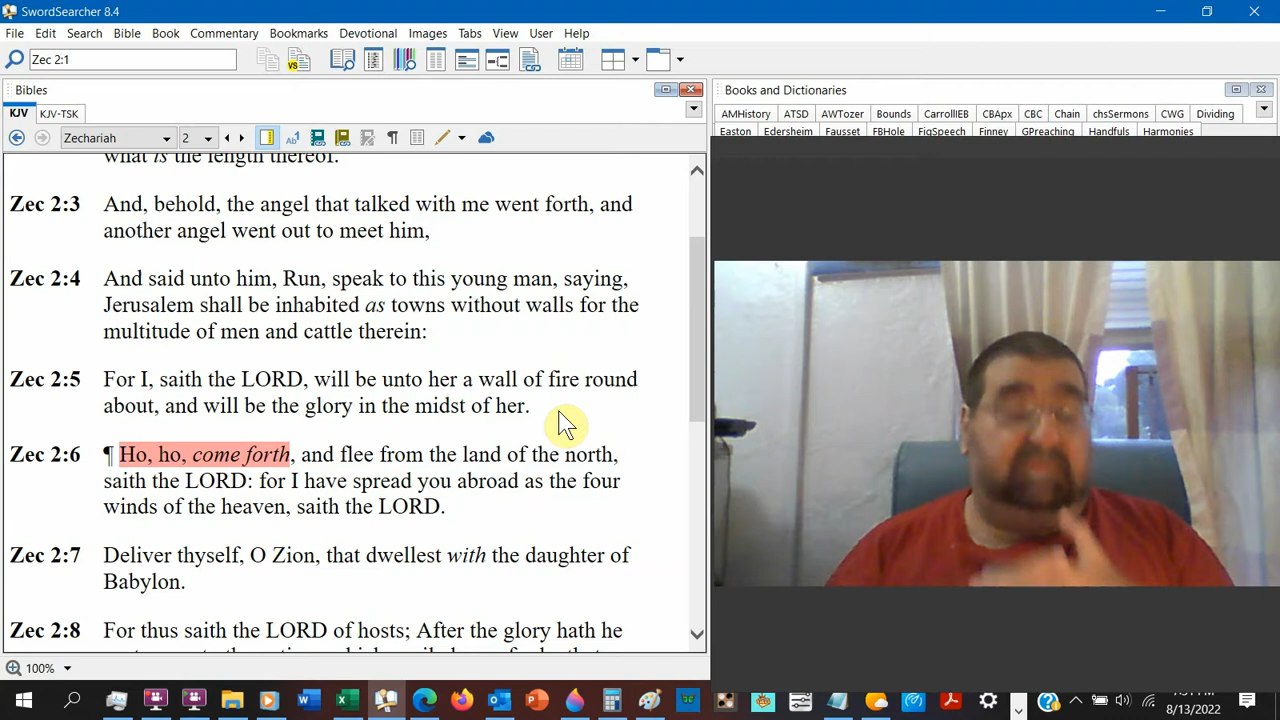 SwordSearcher 8.4
File Edit Search Bible Book Commentary Bookmarks Devotional Images Tabs View User Help
Zec 2:1
VS
Bibles
Books and Dictionaries
KJV KJV-TSK
AMHistory ATSD AWTozer Bounds CarrollEB CBApx CBC Chain chsSermons CWG Dividing
Easton Edersheim Fausset FBHole FigSpeech Finney GPreaching Handfuls Harmonies
Zechariah 2
what is the length thereof.
Zec 2:3 And, behold, the angel that talked with me went forth, and
another angel went out to meet him,
Zec 2:4 And said unto him, Run, speak to this young man, saying,
Jerusalem shall be inhabited as towns without walls for the
multitude of men and cattle therein:
Zec 2:5 For I, saith the LORD, will be unto her a wall of fire round
about, and will be the glory in the midst of her.
Zec 2:6 ¶ Ho, ho, come forth, and flee from the land of the north,
saith the LORD: for I have spread you abroad as the four
winds of the heaven, saith the LORD.
Zec 2:7 Deliver thyself, O Zion, that dwellest with the daughter of
Babylon.
Zec 2:8 For thus saith the LORD of hosts; After the glory hath he
100%
8/13/2022